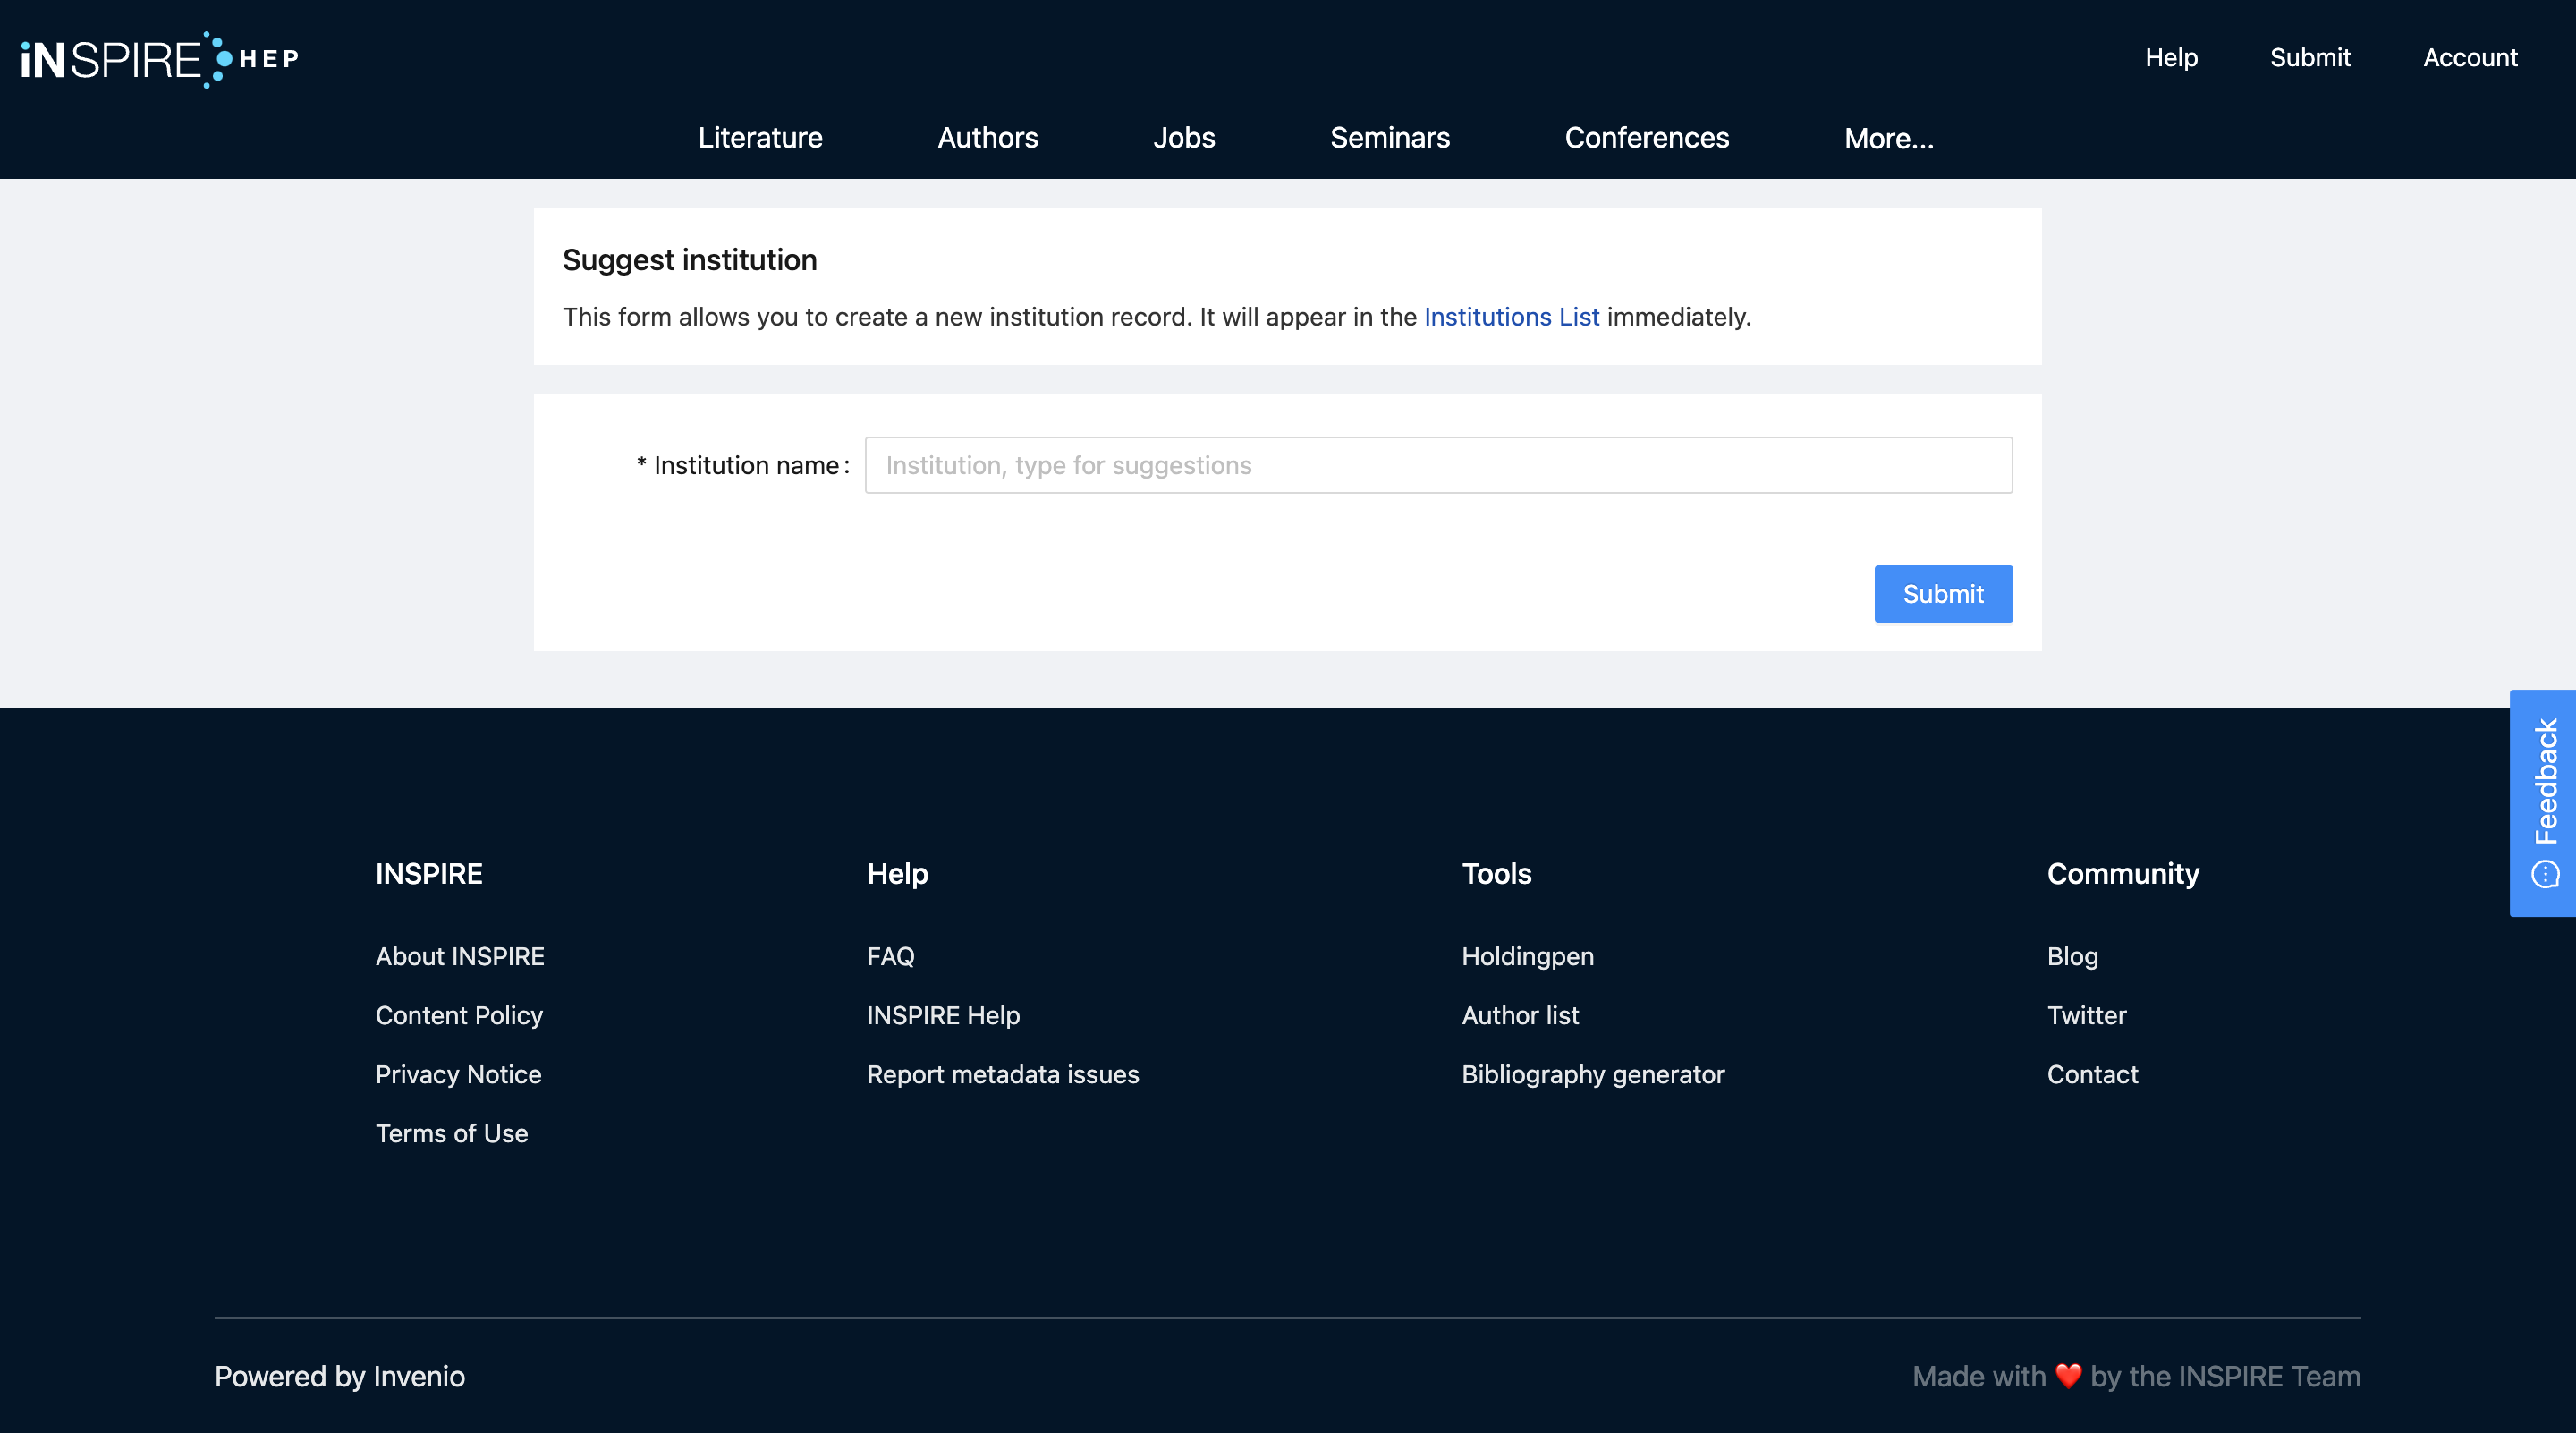 iNSPIRE HEP
Help Submit Account
Literature Authors Jobs Seminars Conferences More...
Suggest institution
This form allows you to create a new institution record. It will appear in the Institutions List immediately.
* Institution name: Institution, type for suggestions
Submit
Feedback
INSPIRE
About INSPIRE
Content Policy
Privacy Notice
Terms of Use
Help
FAQ
INSPIRE Help
Report metadata issues
Tools
Holdingpen
Author list
Bibliography generator
Community
Blog
Twitter
Contact
Powered by Invenio
Made with ❤️ by the INSPIRE Team